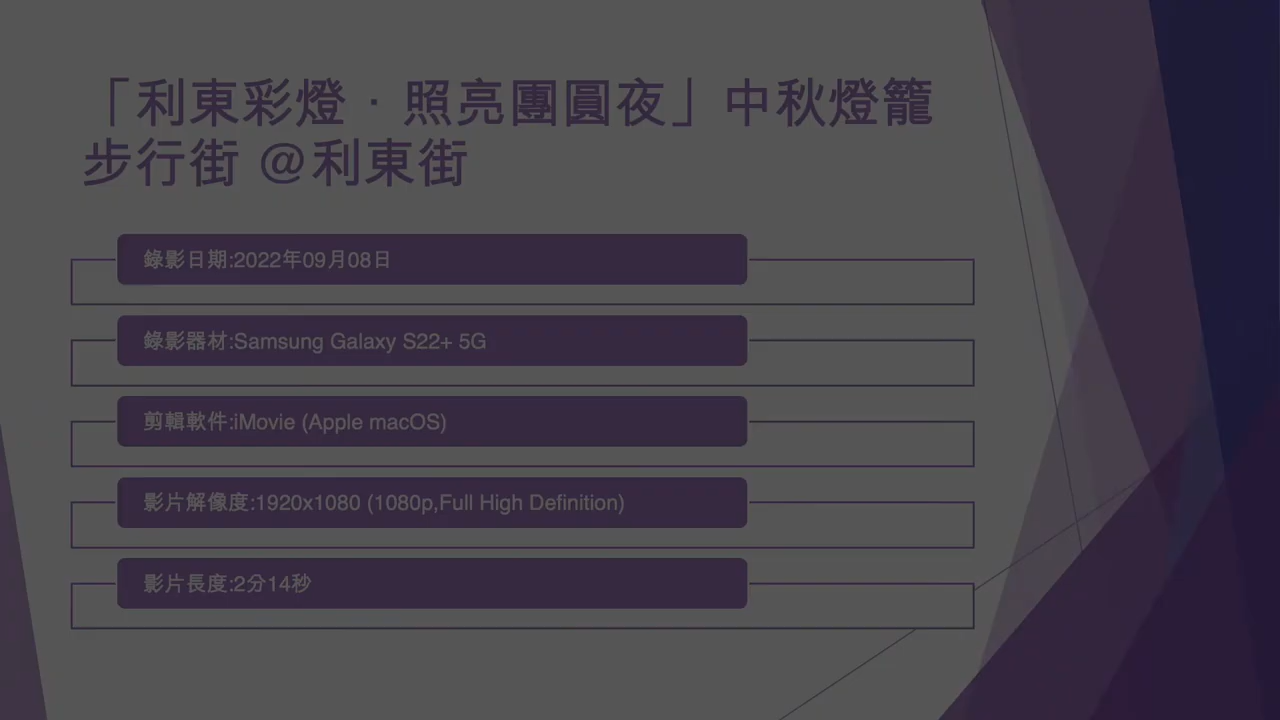 「利東彩燈．照亮團圓夜」中秋燈籠
步行街 @利東街
錄影日期:2022年09月08日
錄影器材:Samsung Galaxy S22+ 5G
剪輯軟件:iMovie (Apple macOS)
影片解像度:1920x1080 (1080p,Full High Definition)
影片長度:2分14秒